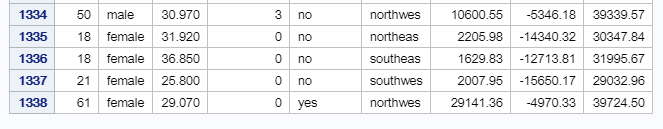 1334 50 male 30.970 3 no northwes 10600.55 -5346.18 39339.57
1335 18 female 31.920 0 no northeas 2205.98 -14340.32 30347.84
1336 18 female 36.850 0 no southeas 1629.83 -12713.81 31995.67
1337 21 female 25.800 0 no southwes 2007.95 -15650.17 29032.96
1338 61 female 29.070 0 yes northwes 29141.36 -4970.33 39724.50